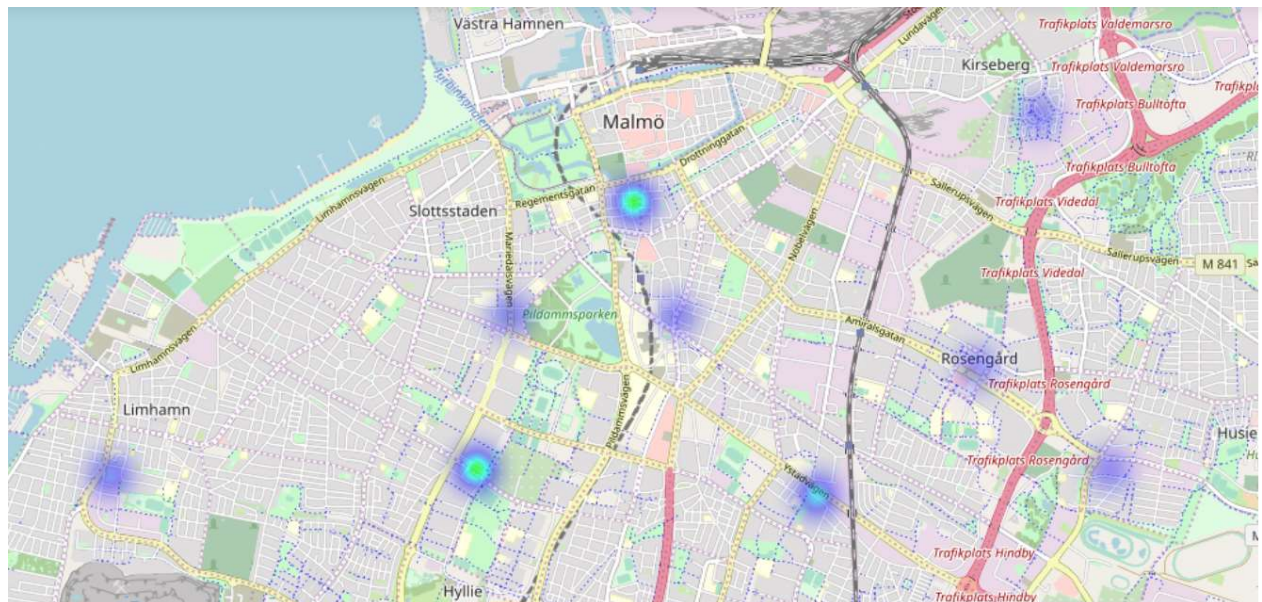 Västra Hamnen
Lundavägen
Trafikplats Valdemarsro
Kirseberg
Trafikplats Valdemarsro
Trafikplats Bulltofta
Malmö
Drottninggatan
Trafikplats Bulltofta
Limhamnsvägen
Regementsgatan
Sallerupsvägen
Trafikplats Videdal
Slottsstaden
Mariedalsvägen
Nobelvägen
Sallerupsvägen
M 841
Trafikplats Videdal
Pildammsparken
Amiralsgatan
Limhamnsvägen
Rosengård
Trafikplats Rosengård
Limhamn
Pildammsvägen
Husie
Trafikplats Rosengård
Ystadvägen
Trafikplats Hindby
Hyllie
Trafikplats Hindby